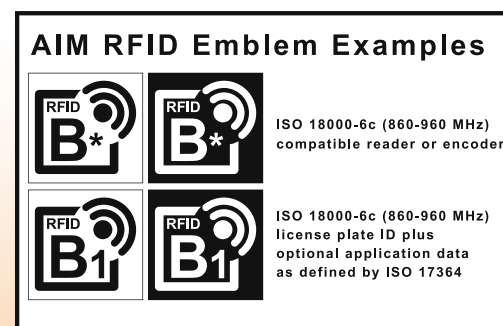 AIM RFID Emblem Examples
RFID
B*
RFID
B*
ISO 18000-6c (860-960 MHz)
compatible reader or encoder
RFID
B1
RFID
B1
ISO 18000-6c (860-960 MHz)
license plate ID plus
optional application data
as defined by ISO 17364